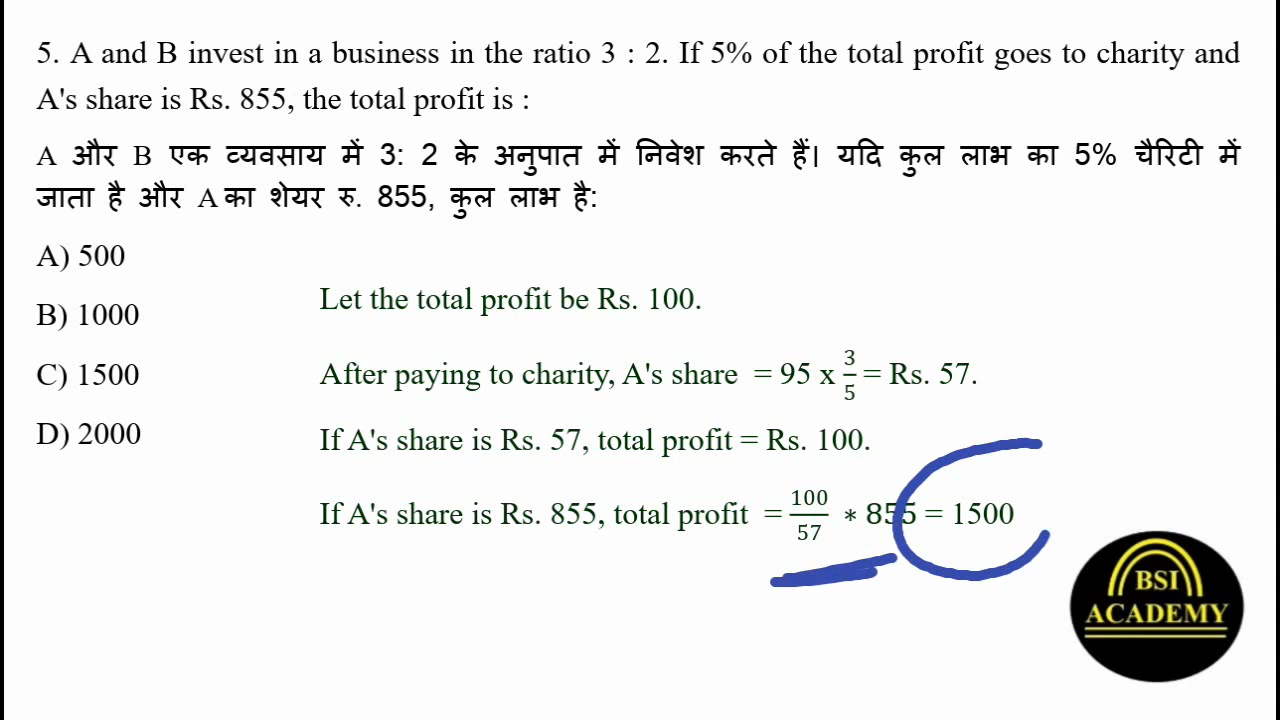 5. A and B invest in a business in the ratio 3 : 2. If 5% of the total profit goes to charity and
A's share is Rs. 855, the total profit is :
A और B एक व्यवसाय में 3: 2 के अनुपात में निवेश करते हैं। यदि कुल लाभ का 5% चैरिटी में
जाता है और A का शेयर रु. 855, कुल लाभ है:
A) 500
B) 1000
C) 1500
D) 2000
Let the total profit be Rs. 100.
After paying to charity, A's share = 95 x 3/5 = Rs. 57.
If A's share is Rs. 57, total profit = Rs. 100.
If A's share is Rs. 855, total profit = 100/57 * 855 = 1500
BSI
ACADEMY